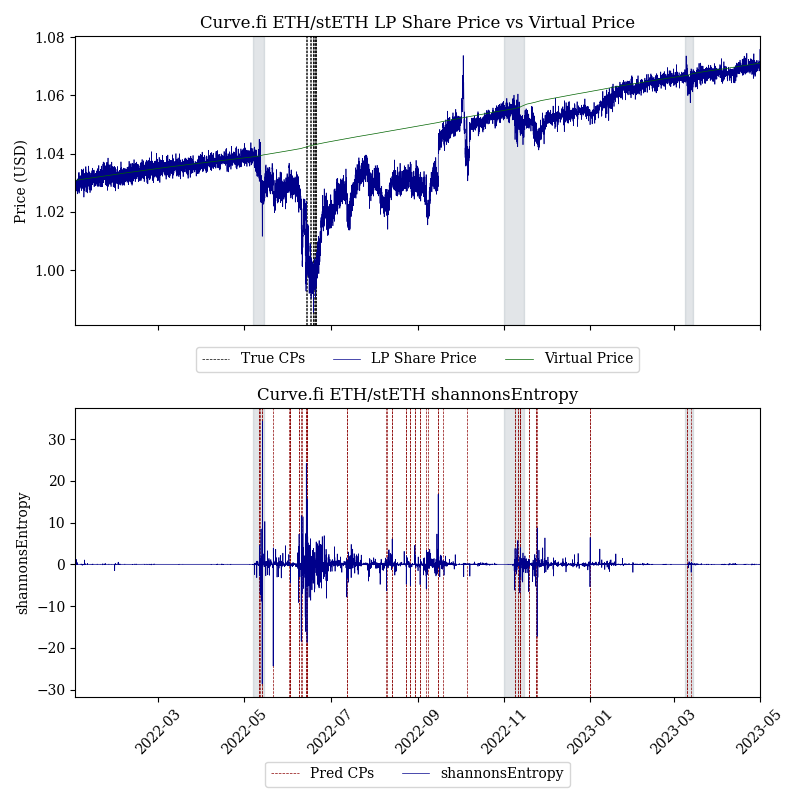 Curve.fi ETH/stETH LP Share Price vs Virtual Price
Price (USD)
1.08
1.06
1.04
1.02
1.00
True CPs LP Share Price Virtual Price
Curve.fi ETH/stETH shannonsEntropy
shannonsEntropy
30
20
10
0
−10
−20
−30
2022-03 2022-05 2022-07 2022-09 2022-11 2023-01 2023-03 2023-05
Pred CPs shannonsEntropy